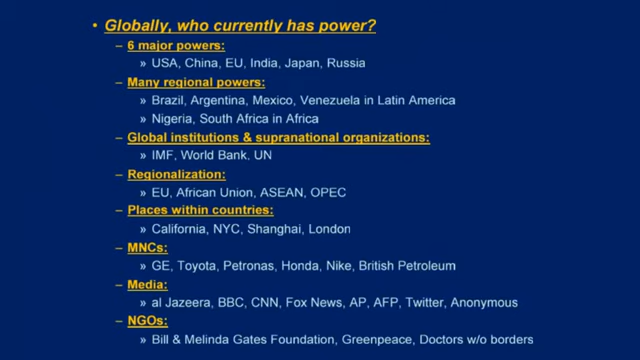 • Globally, who currently has power?
– 6 major powers:
» USA, China, EU, India, Japan, Russia
– Many regional powers:
» Brazil, Argentina, Mexico, Venezuela in Latin America
» Nigeria, South Africa in Africa
– Global institutions & supranational organizations:
» IMF, World Bank, UN
– Regionalization:
» EU, African Union, ASEAN, OPEC
– Places within countries:
» California, NYC, Shanghai, London
– MNCs:
» GE, Toyota, Petronas, Honda, Nike, British Petroleum
– Media:
» al Jazeera, BBC, CNN, Fox News, AP, AFP, Twitter, Anonymous
– NGOs:
» Bill & Melinda Gates Foundation, Greenpeace, Doctors w/o borders